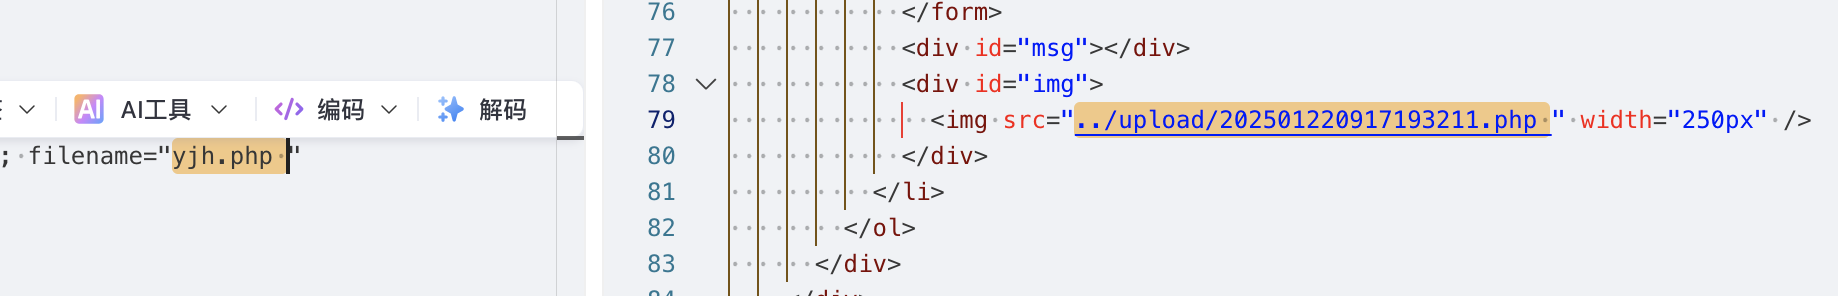 AI工具 编码 解码
; filename="yjh.php "
76 </form>
77 <div id="msg"></div>
78 <div id="img">
79 <img src="../upload/202501220917193211.php " width="250px" />
80 </div>
81 </li>
82 </ol>
83 </div>